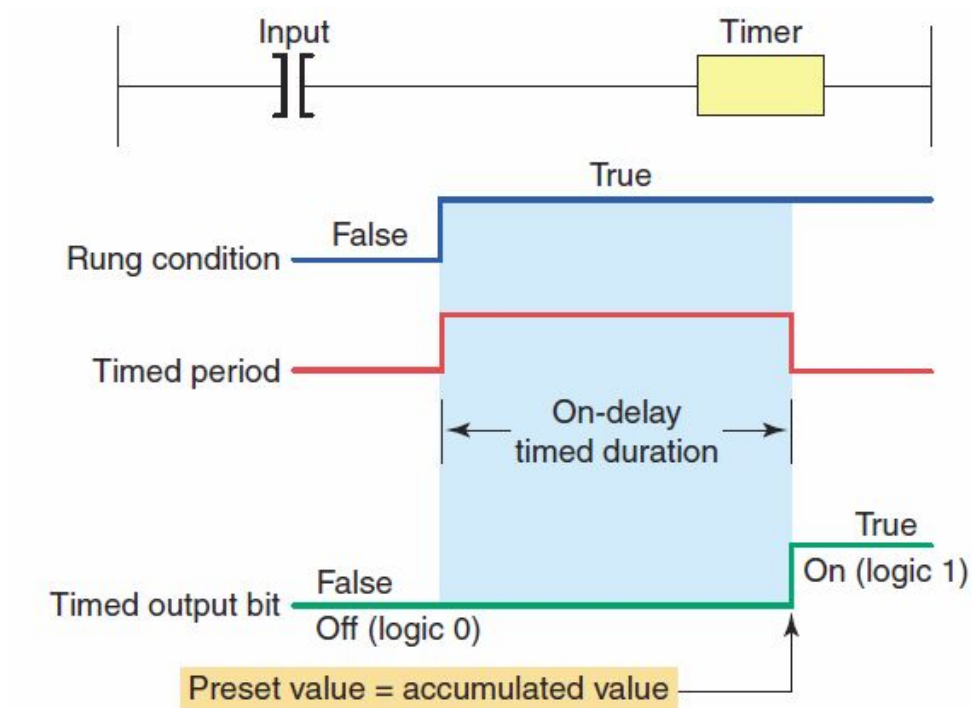 Input
Timer
True
False
Rung condition
Timed period
On-delay
timed duration
True
On (logic 1)
False
Timed output bit
Off (logic 0)
Preset value = accumulated value